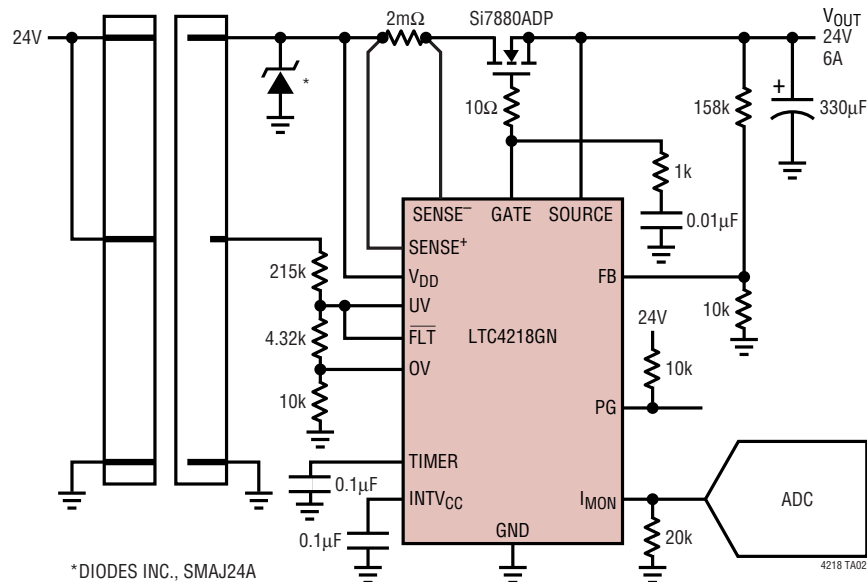 24V
2mΩ
Si7880ADP
VOUT
24V
6A
*
10Ω
158k
+
330µF
1k
0.01µF
SENSE–
GATE
SOURCE
SENSE+
215k
VDD
FB
UV
10k
4.32k
FLT
LTC4218GN
24V
OV
10k
10k
PG
TIMER
0.1µF
INTVCC
IMON
ADC
0.1µF
GND
20k
*DIODES INC., SMAJ24A
4218 TA02